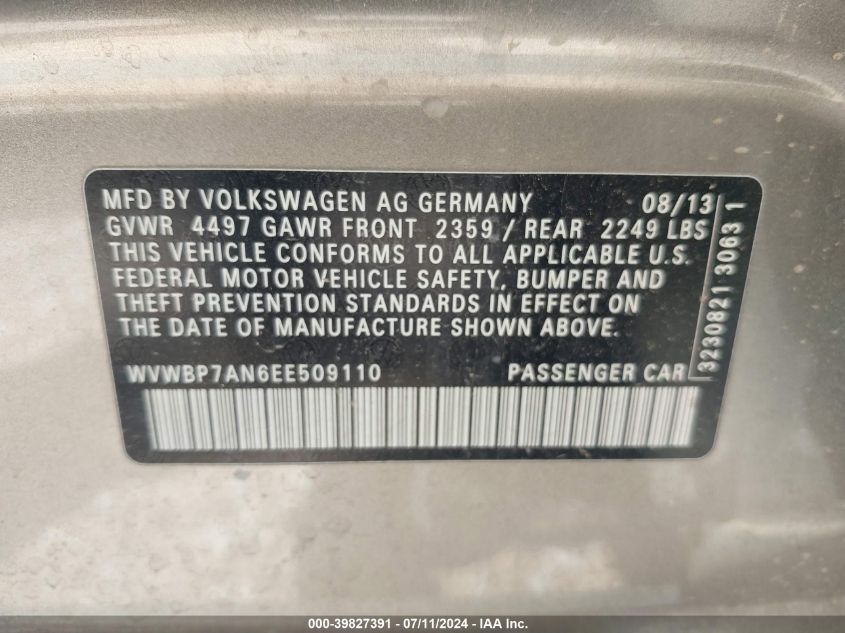 MFD BY VOLKSWAGEN AG GERMANY 08/13
GVWR 4497 GAWR FRONT 2359 / REAR 2249 LBS
THIS VEHICLE CONFORMS TO ALL APPLICABLE U.S.
FEDERAL MOTOR VEHICLE SAFETY, BUMPER AND
THEFT PREVENTION STANDARDS IN EFFECT ON
THE DATE OF MANUFACTURE SHOWN ABOVE.
WVWBP7AN6EE509110 PASSENGER CAR
3230821 3063 1
000-39827391 - 07/11/2024 - IAA Inc.